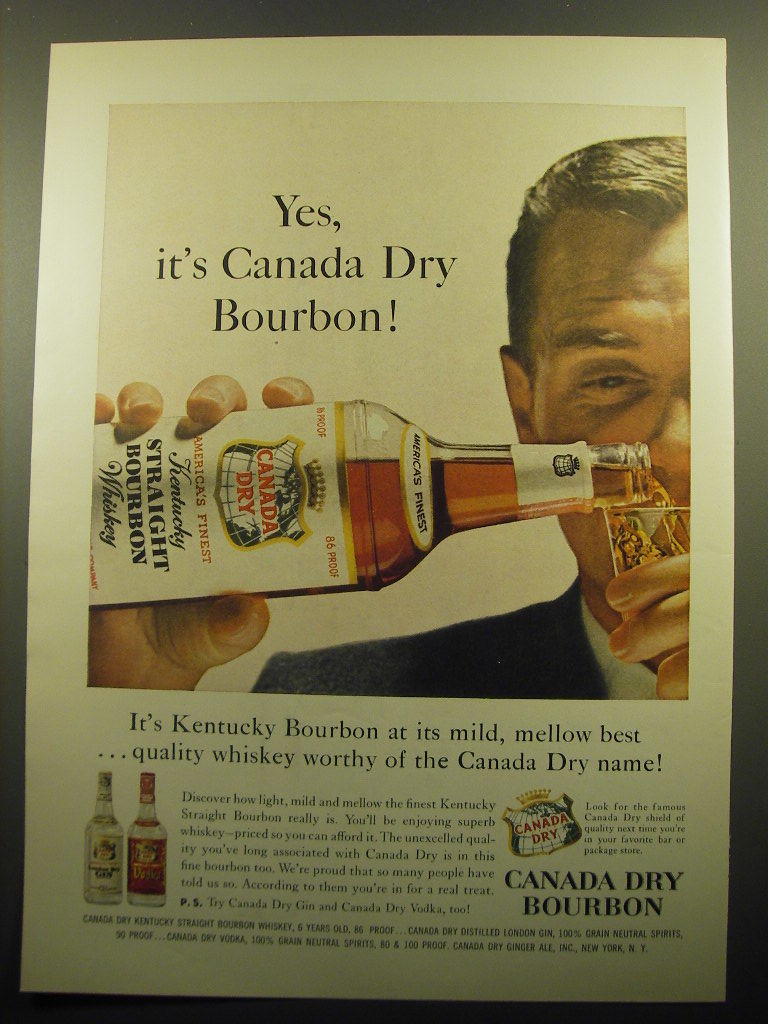 Yes,
it's Canada Dry
Bourbon!
16 PROOF
AMERICA'S FINEST
CANADA
DRY
86 PROOF
AMERICA'S FINEST
Kentucky
STRAIGHT
BOURBON
Whiskey
COMPANY
It's Kentucky Bourbon at its mild, mellow best
...quality whiskey worthy of the Canada Dry name!
Discover how light, mild and mellow the finest Kentucky
Straight Bourbon really is. You'll be enjoying superb
whiskey—priced so you can afford it. The unexcelled qual-
ity you've long associated with Canada Dry is in this
fine bourbon too. We're proud that so many people have
told us so. According to them you're in for a real treat.
P.S. Try Canada Dry Gin and Canada Dry Vodka, too!
GIN
Vodka
CANADA
DRY
Look for the famous
Canada Dry shield of
quality next time you're
in your favorite bar or
package store.
CANADA DRY
BOURBON
CANADA DRY KENTUCKY STRAIGHT BOURBON WHISKEY, 6 YEARS OLD, 86 PROOF...CANADA DRY DISTILLED LONDON GIN, 100% GRAIN NEUTRAL SPIRITS,
90 PROOF...CANADA DRY VODKA, 100% GRAIN NEUTRAL SPIRITS, 80 & 100 PROOF. CANADA DRY GINGER ALE, INC., NEW YORK, N. Y.